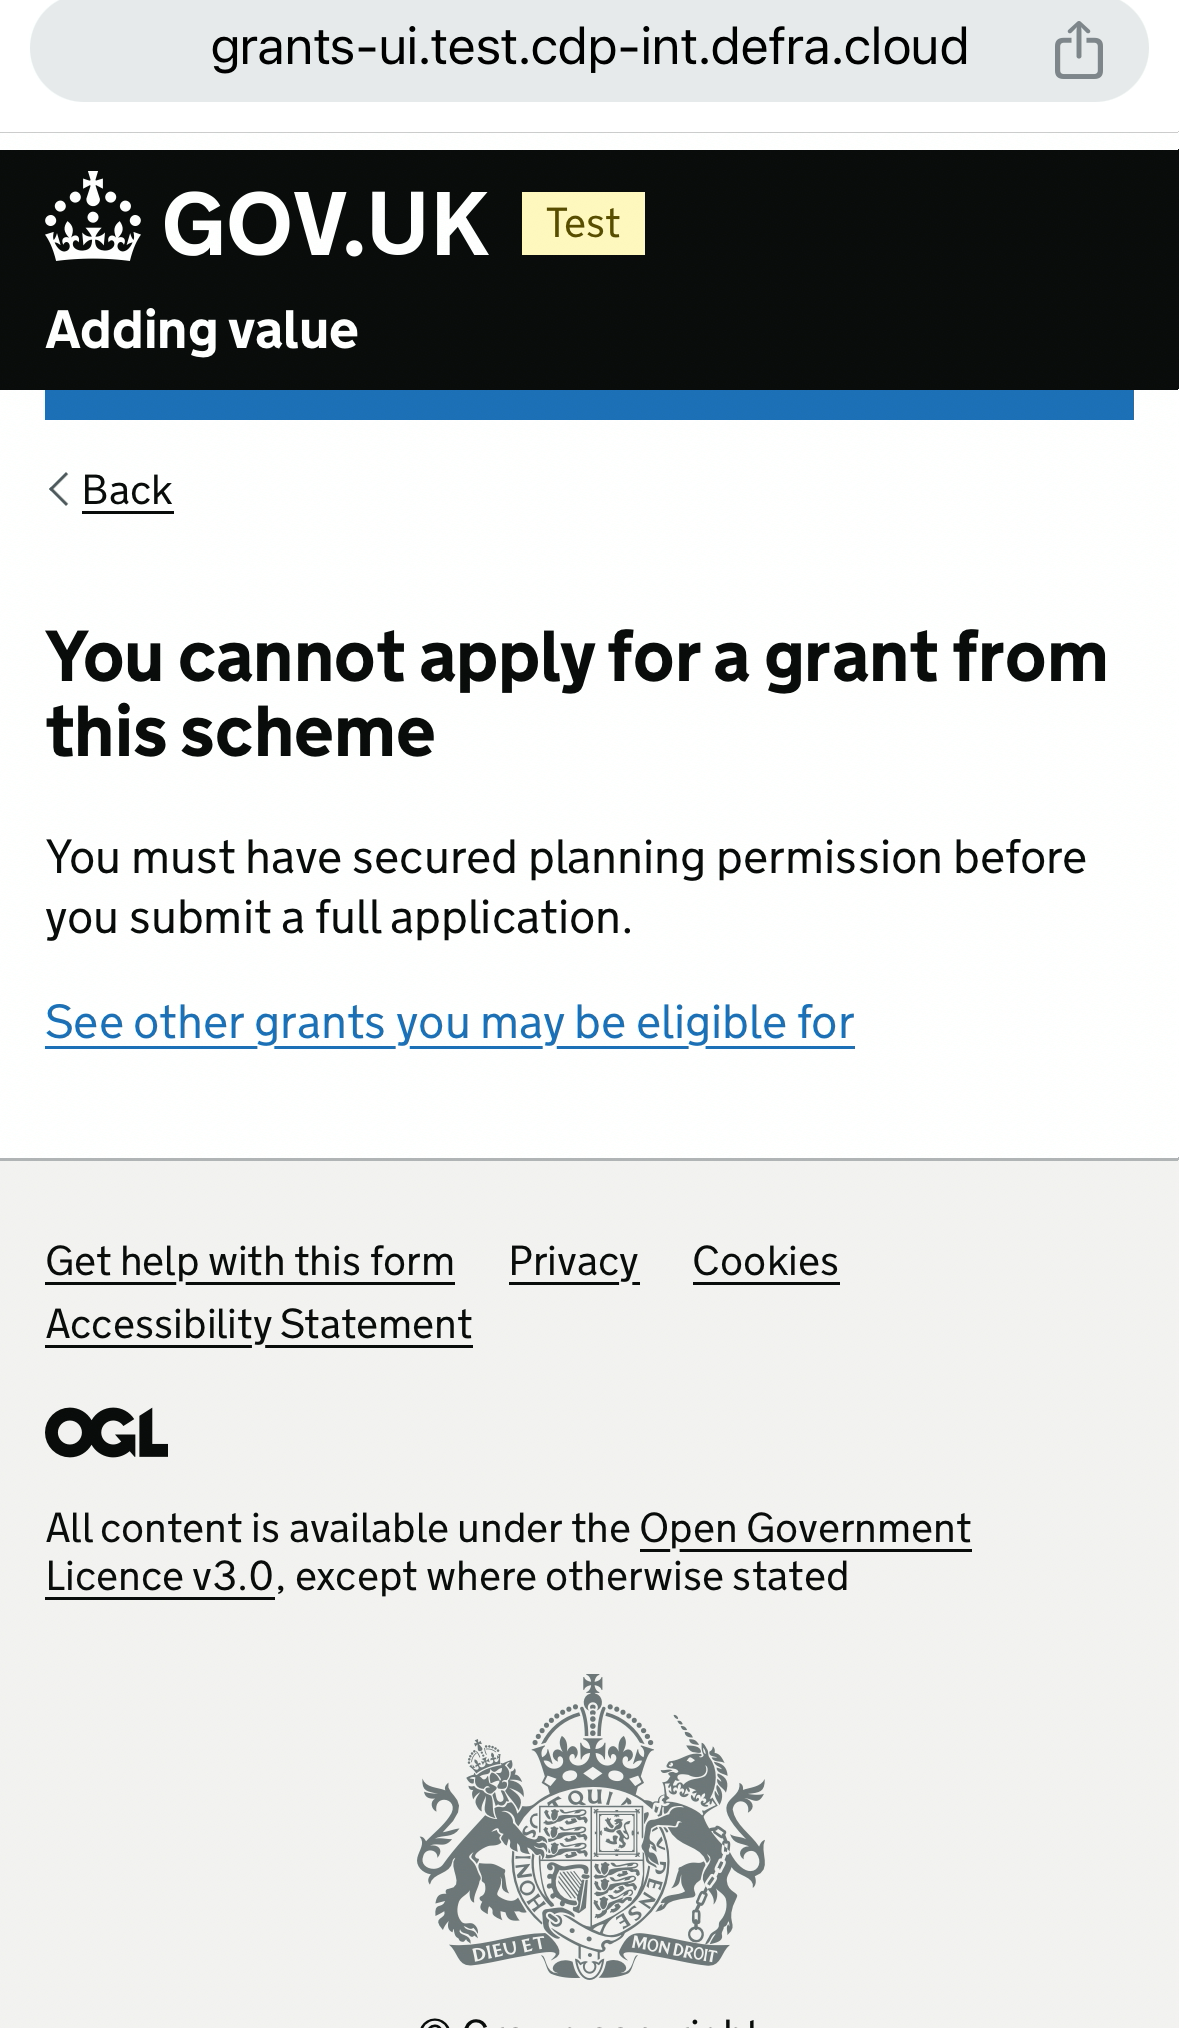 grants-ui.test.cdp-int.defra.cloud
GOV.UK Test
Adding value
Back
You cannot apply for a grant from
this scheme
You must have secured planning permission before
you submit a full application.
See other grants you may be eligible for
Get help with this form Privacy Cookies
Accessibility Statement
OGL
All content is available under the Open Government
Licence v3.0, except where otherwise stated
QUI
HONI
PENSE
DIEU ET MON DROIT
© Crown copyright